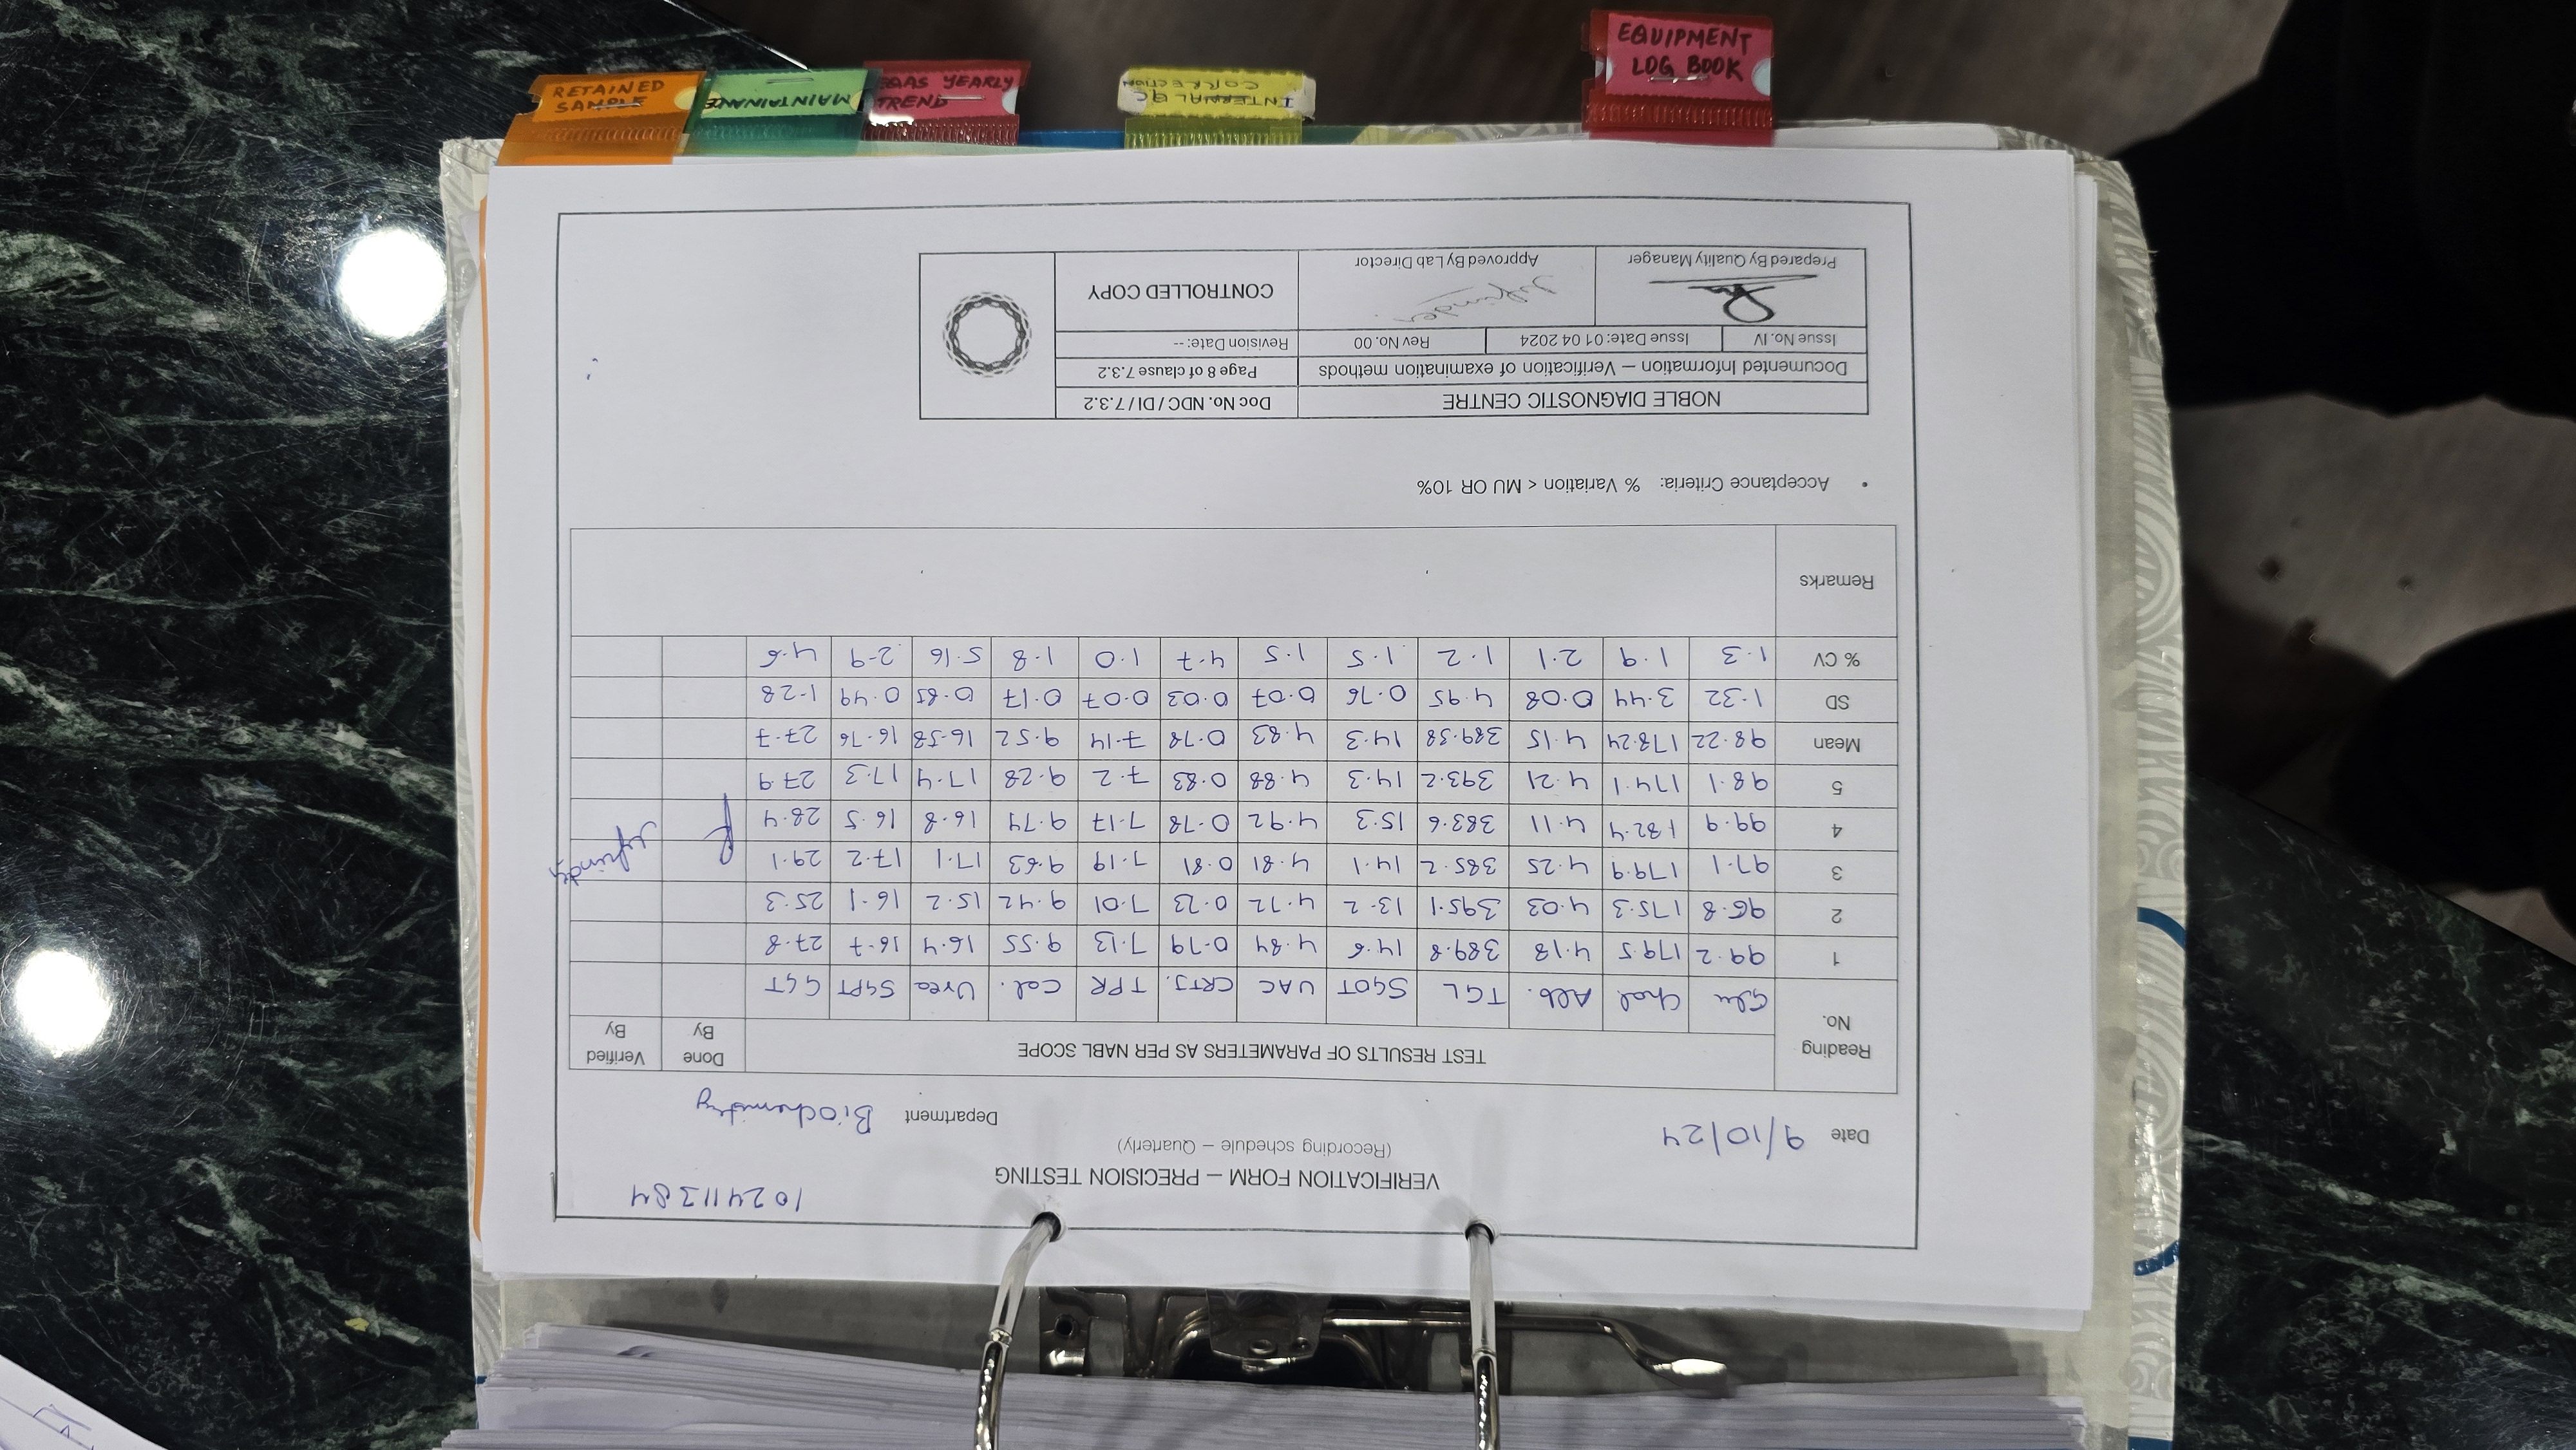 10241384
VERIFICATION FORM – PRECISION TESTING
(Recording schedule – Quarterly)
Date 9/10/24 Department Biochemistry
Reading No. TEST RESULTS OF PARAMETERS AS PER NABL SCOPE Done By Verified By
Glu Chol Alb. TGL SGOT UAC CRTJ. TPR Cal. Urea SGPT GGT
1 99.2 179.5 4.18 389.8 14.6 4.84 0.79 7.13 9.55 16.4 16.7 27.8
2 96.8 175.3 4.03 395.1 13.2 4.72 0.73 7.01 9.42 15.2 16.1 25.3
3 97.1 179.9 4.25 385.2 14.1 4.81 0.81 7.19 9.63 17.1 17.2 29.1
4 99.9 182.4 4.11 383.6 15.3 4.92 0.78 7.17 9.74 16.8 16.5 28.4
5 98.1 174.1 4.21 393.2 14.3 4.88 0.83 7.2 9.28 17.4 17.3 27.9
Mean 98.22 178.24 4.15 389.38 14.3 4.83 0.78 7.14 9.52 16.58 16.76 27.7
SD 1.32 3.44 0.08 4.95 0.76 0.07 0.03 0.07 0.17 0.85 0.49 1.28
% CV 1.3 1.9 2.1 1.2 1.5 1.5 4.7 1.0 1.8 5.16 2.9 4.6
Remarks
• Acceptance Criteria: % Variation < MU OR 10%
NOBLE DIAGNOSTIC CENTRE Doc No. NDC / DI / 7.3.2
Documented Information – Verification of examination methods Page 8 of clause 7.3.2
Issue No. IV Issue Date: 01 04 2024 Rev No. 00 Revision Date: --
CONTROLLED COPY
Prepared By Quality Manager Approved By Lab Director
EQUIPMENT
LOG BOOK
INTERNAL QC
CORRECTION
YEARLY
TREND
MAINTAINANCE
RETAINED
SAMPLE